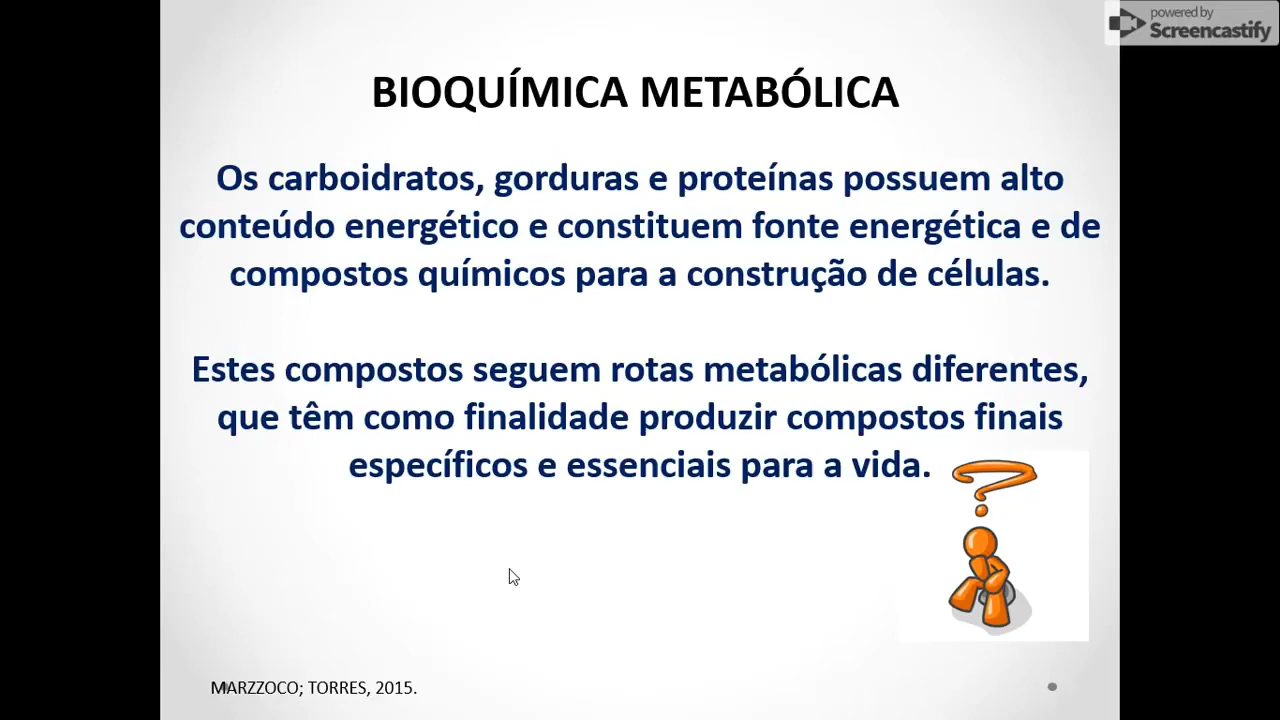 powered by
Screencastify
BIOQUÍMICA METABÓLICA
Os carboidratos, gorduras e proteínas possuem alto
conteúdo energético e constituem fonte energética e de
compostos químicos para a construção de células.
Estes compostos seguem rotas metabólicas diferentes,
que têm como finalidade produzir compostos finais
específicos e essenciais para a vida.
?
MARZZOCO; TORRES, 2015.